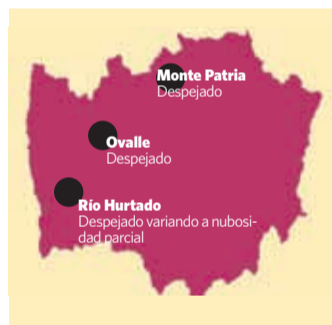 Monte Patria
Despejado
Ovalle
Despejado
Río Hurtado
Despejado variando a nubosi-
dad parcial